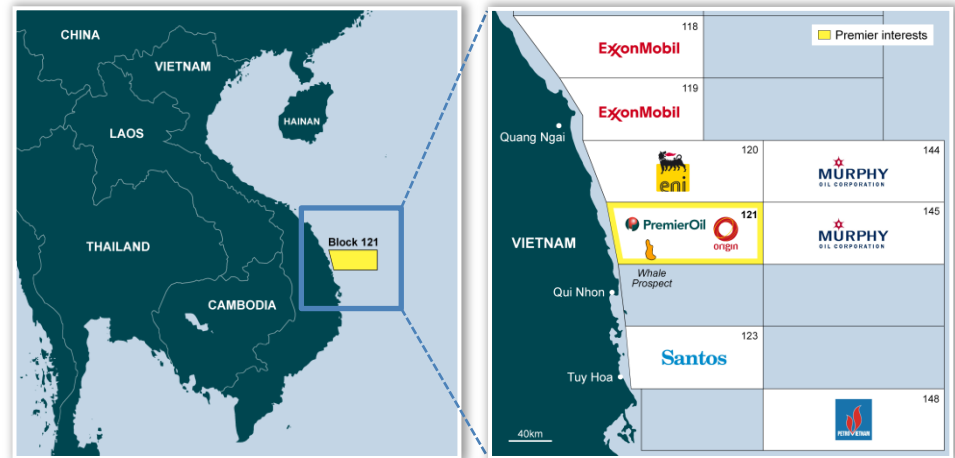 CHINA
VIETNAM
HAINAN
LAOS
THAILAND
Block 121
CAMBODIA
118
Premier interests
ExxonMobil
119
ExxonMobil
Quang Ngai
120
eni
144
MURPHY
OIL CORPORATION
121
PremierOil
origin
145
MURPHY
OIL CORPORATION
VIETNAM
Whale
Prospect
Qui Nhon
123
Santos
Tuy Hoa
148
PETROVIETNAM
40km